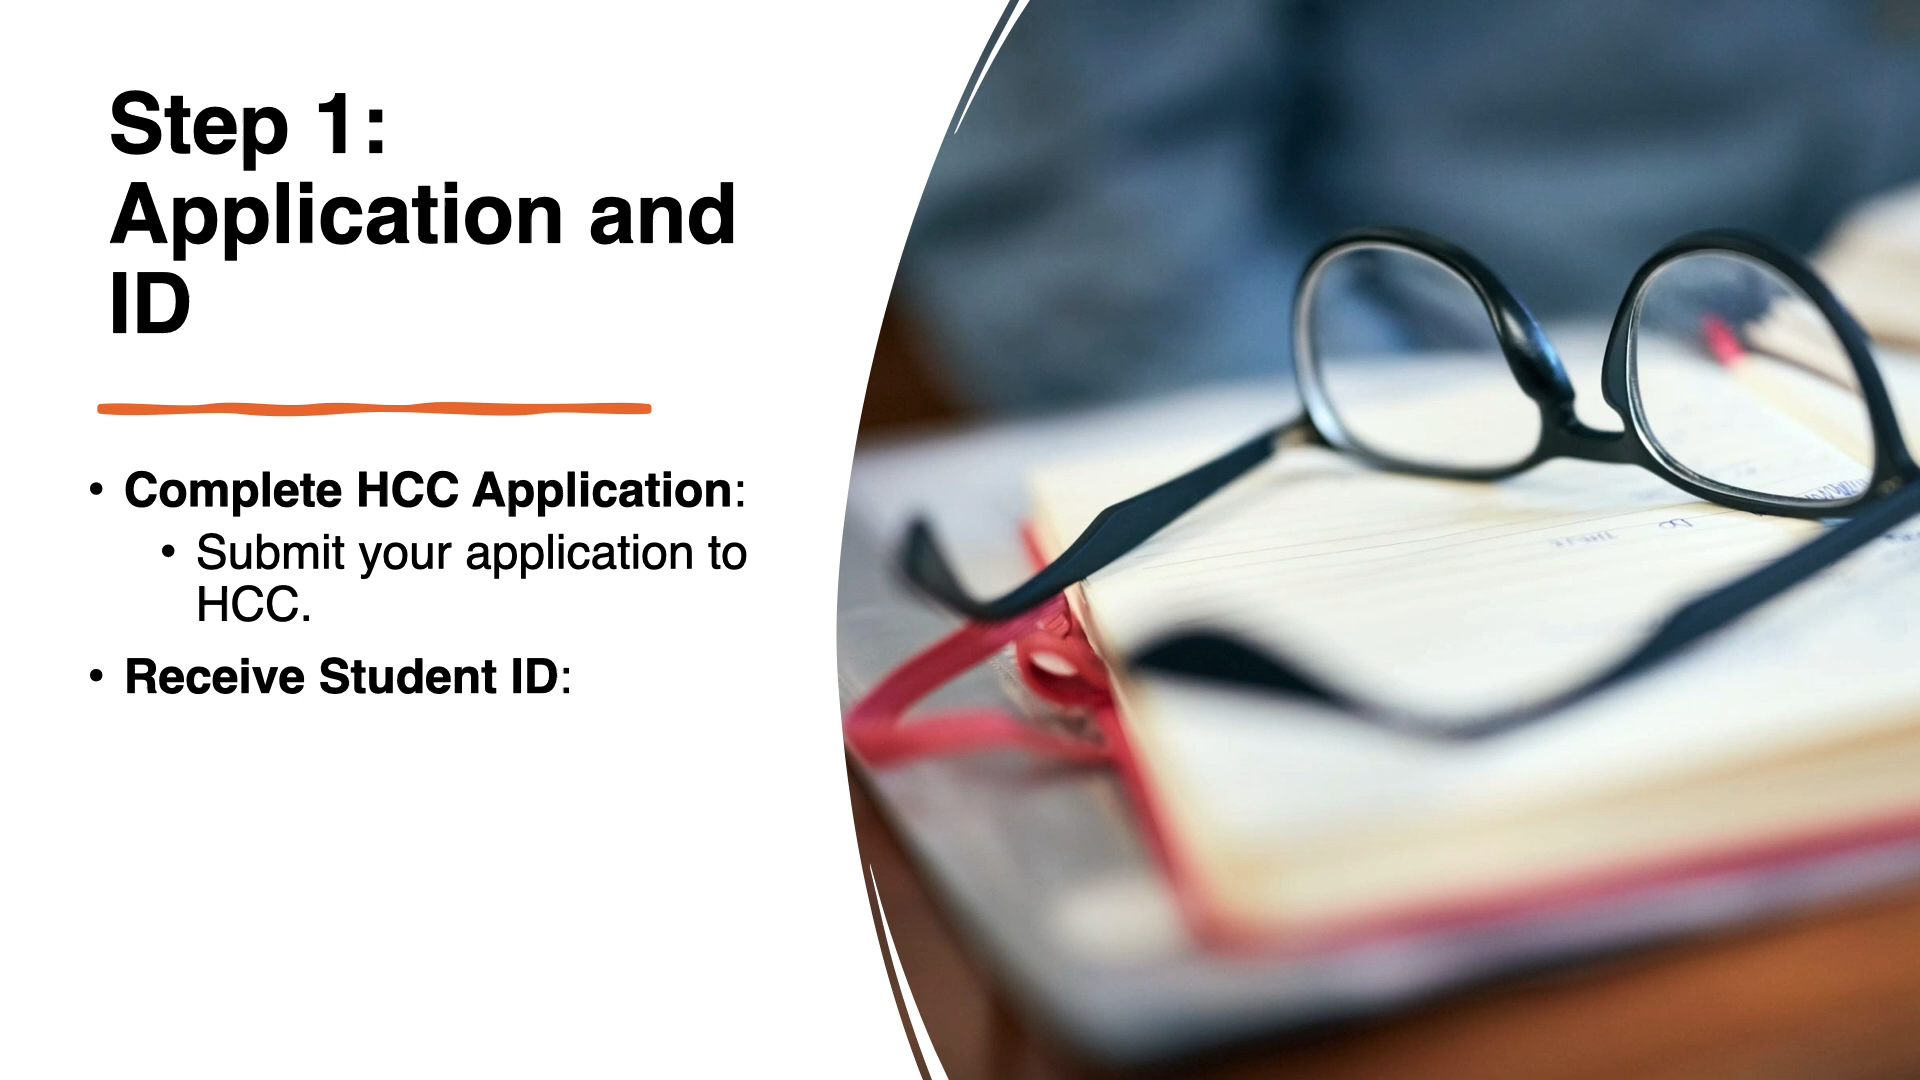 Step 1:
Application and
ID
• Complete HCC Application:
• Submit your application to
HCC.
• Receive Student ID: